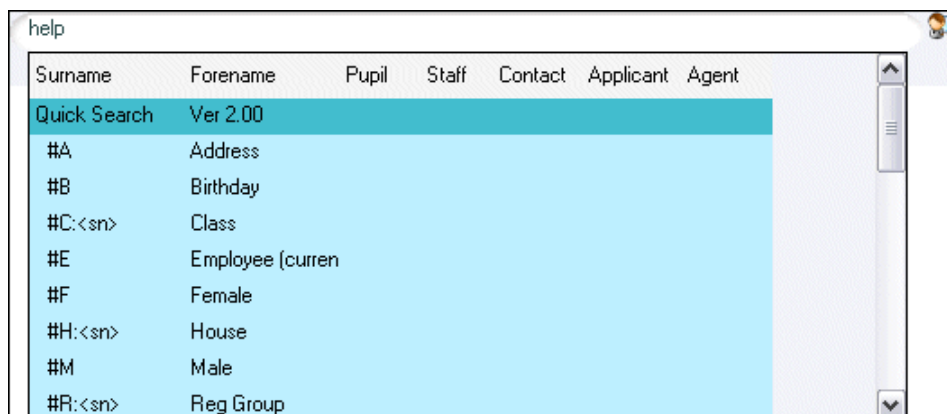 help
Surname Forename Pupil Staff Contact Applicant Agent
Quick Search Ver 2.00
#A Address
#B Birthday
#C:<sn> Class
#E Employee (curren
#F Female
#H:<sn> House
#M Male
#R:<sn> Reg Group